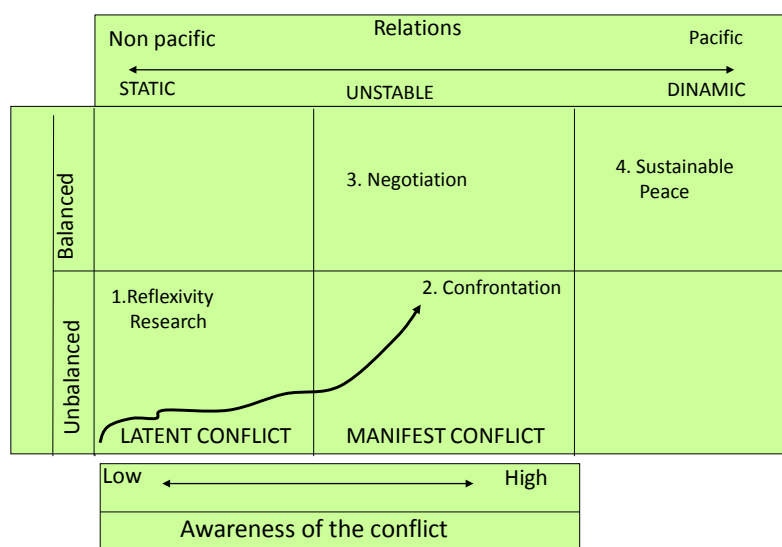 Relations
Non pacific
Pacific
STATIC
UNSTABLE
DINAMIC
Balanced
3. Negotiation
4. Sustainable
Peace
Unbalanced
1.Reflexivity
Research
2. Confrontation
LATENT CONFLICT
MANIFEST CONFLICT
Low
High
Awareness of the conflict